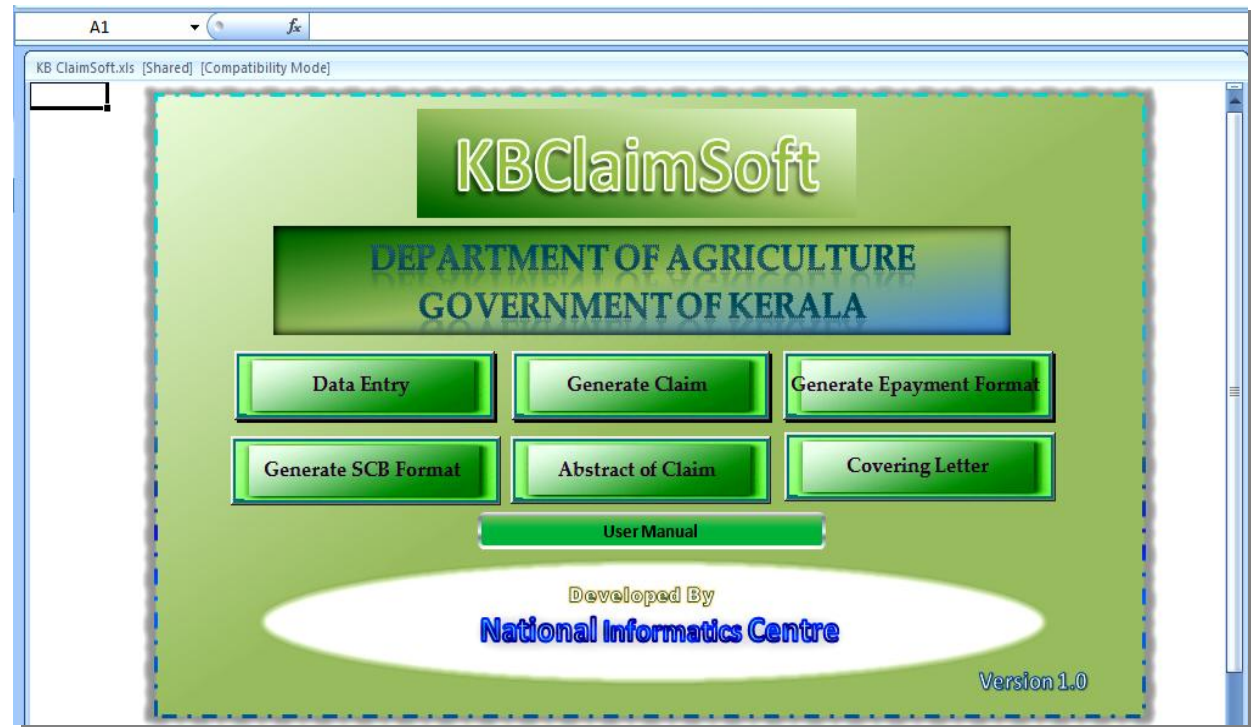 A1
fx
KB ClaimSoft.xls [Shared] [Compatibility Mode]
KBClaimSoft
DEPARTMENT OF AGRICULTURE
GOVERNMENT OF KERALA
Data Entry
Generate Claim
Generate Epayment Format
Generate SCB Format
Abstract of Claim
Covering Letter
User Manual
Developed By
National Informatics Centre
Version 1.0